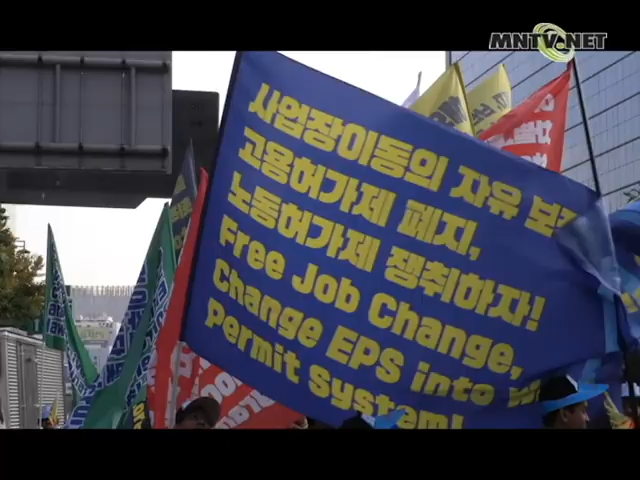 MNTV.NET
사업장이동의 자유
고용허가제 폐지,
노동허가제 쟁취하자!
Free Job Change,
Change EPS into
Permit System!